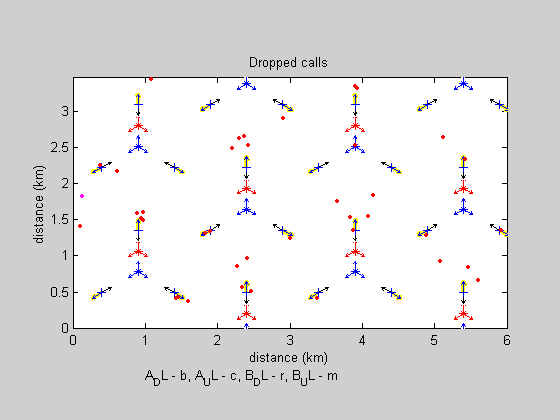 Dropped calls
distance (km)
3
2.5
2
1.5
1
0.5
0
0 1 2 3 4 5 6
distance (km)
A_DL - b, A_UL - c, B_DL - r, B_UL - m